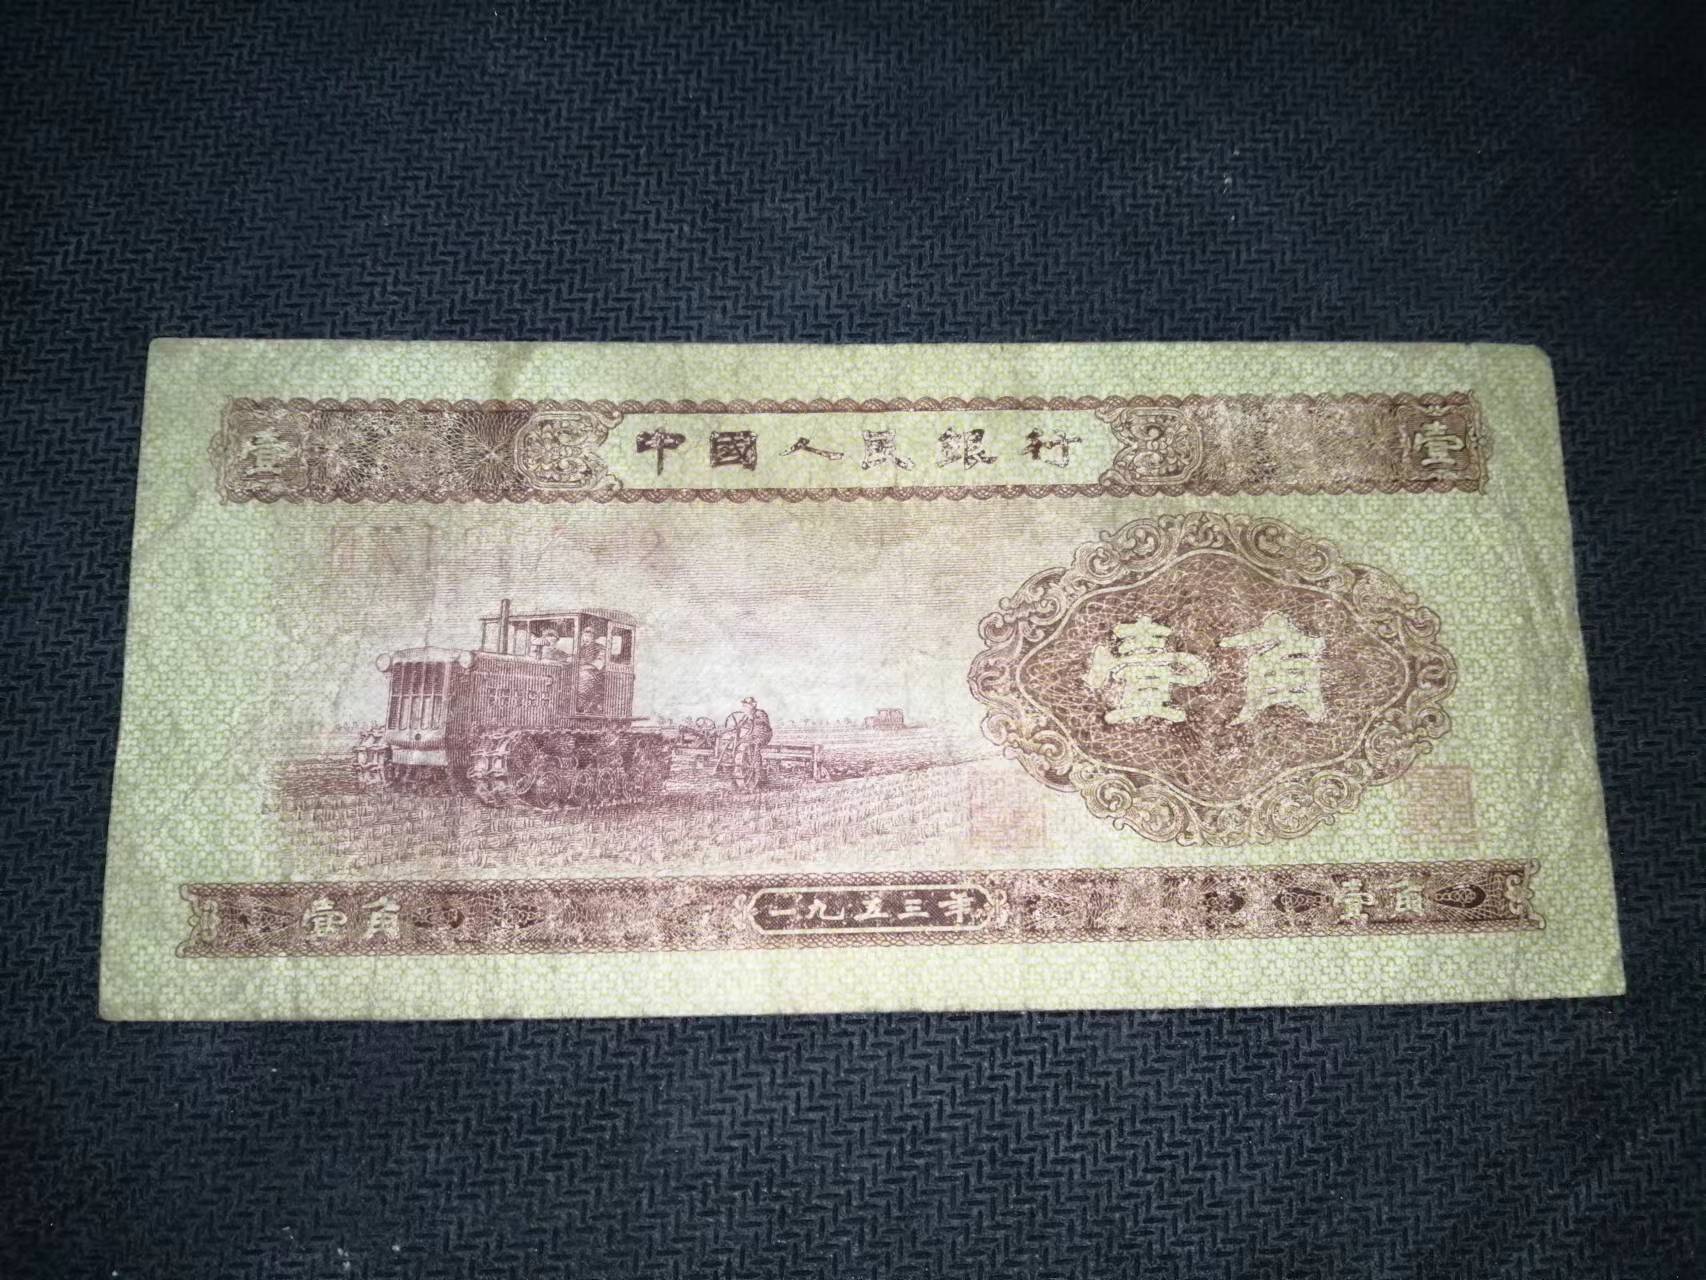 壹 中國人民銀行 壹
壹角
壹角 一九五三年 壹角